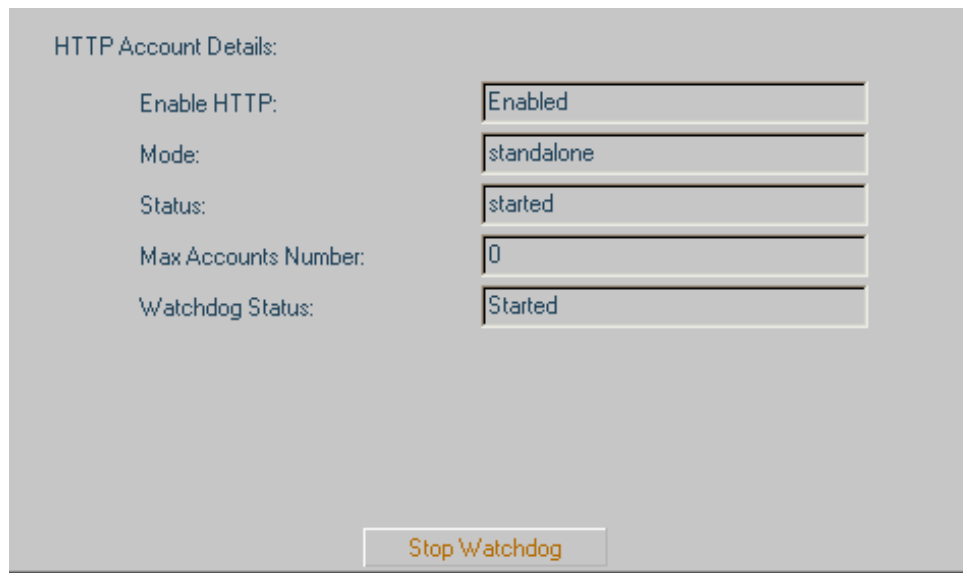 HTTP Account Details:
Enable HTTP: Enabled
Mode: standalone
Status: started
Max Accounts Number: 0
Watchdog Status: Started
Stop Watchdog